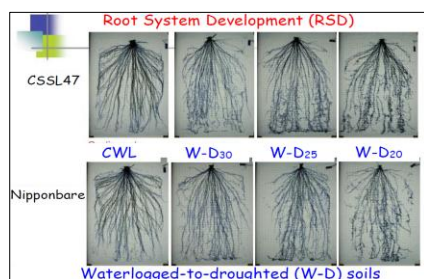 Root System Development (RSD)
CSSL47
CWL W-D30 W-D25 W-D20
Nipponbare
Waterlogged-to-droughted (W-D) soils